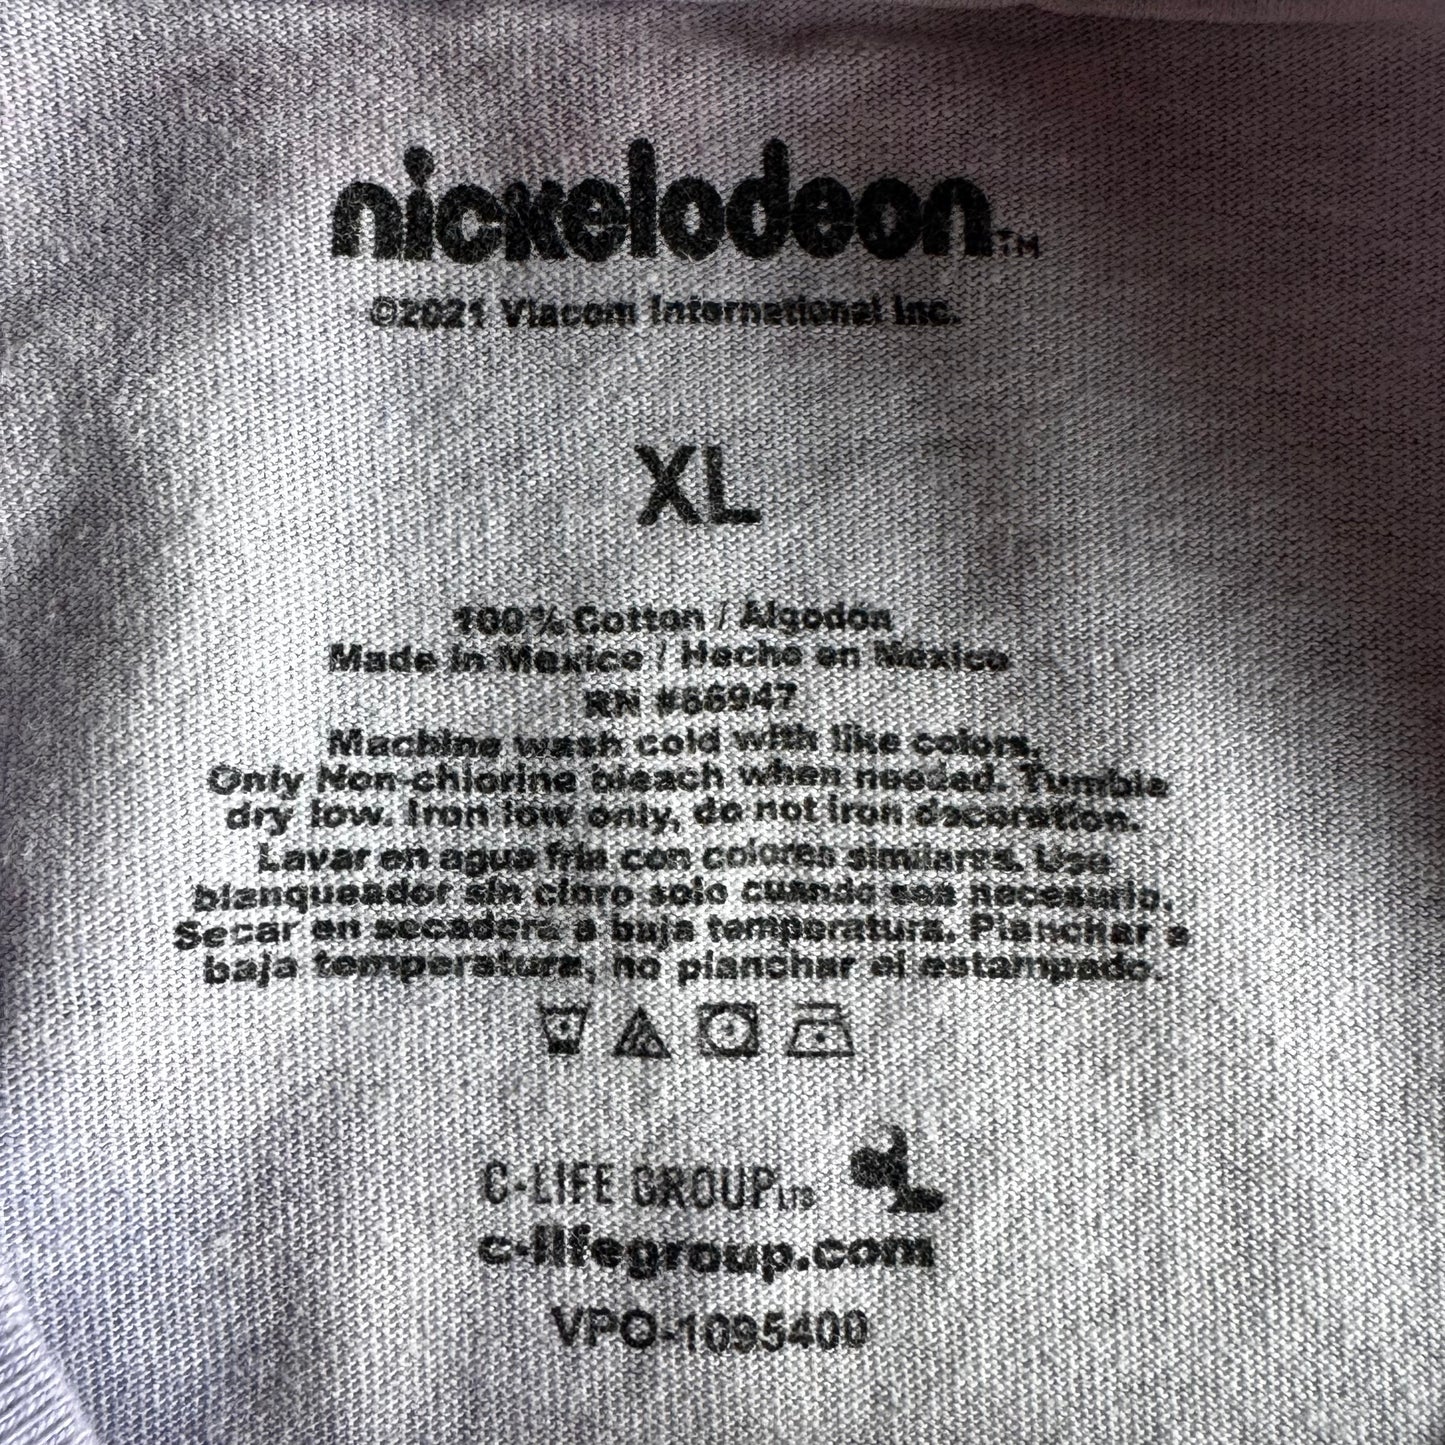 nickelodeon™
©2021 Viacom International Inc.
XL
100% Cotton / Algodón
Made in Mexico / Hecho en Mexico
RN #66947
Machine wash cold with like colors.
Only Non-chlorine bleach when needed. Tumble
dry low. Iron low only, do not iron decoration.
Lavar en agua fria con colores similares. Use
blanqueador sin cloro solo cuando sea necesario.
Secar en secadera a baja temperatura. Planchar a
baja temperatura, no planchar el estampado.
C-LIFE GROUP LTD
c-lifegroup.com
VPO-1095400